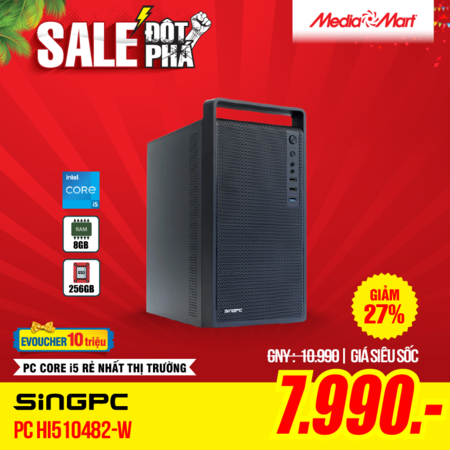 SALE ĐỘT PHÁ
MediaMart
intel
CORE
i5
RAM
8GB
SSD
256GB
SINGPC
GIẢM
27%
EVOUCHER 10 triệu
PC CORE i5 RẺ NHẤT THỊ TRƯỜNG
GNY: 10.990 | GIÁ SIÊU SỐC
SINGPC
PC HI510482-W
7.990.-